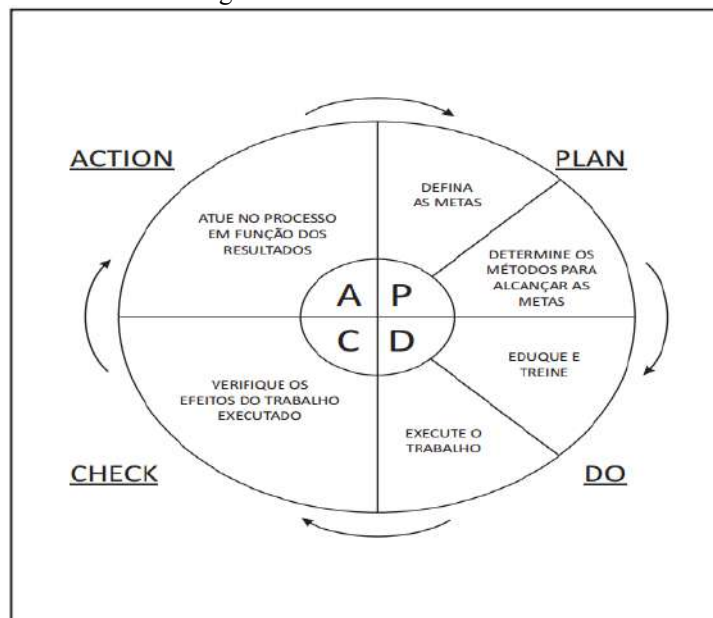 ACTION
PLAN
DEFINA
AS METAS
ATUE NO PROCESSO
EM FUNÇÃO DOS
RESULTADOS
DETERMINE OS
MÉTODOS PARA
ALCANÇAR AS
METAS
A P
C D
EDUQUE E
TREINE
VERIFIQUE OS
EFEITOS DO TRABALHO
EXECUTADO
EXECUTE O
TRABALHO
CHECK
DO